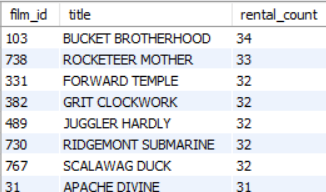 film_id title rental_count
103 BUCKET BROTHERHOOD 34
738 ROCKETEER MOTHER 33
331 FORWARD TEMPLE 32
382 GRIT CLOCKWORK 32
489 JUGGLER HARDLY 32
730 RIDGEMONT SUBMARINE 32
767 SCALAWAG DUCK 32
31 APACHE DIVINE 31